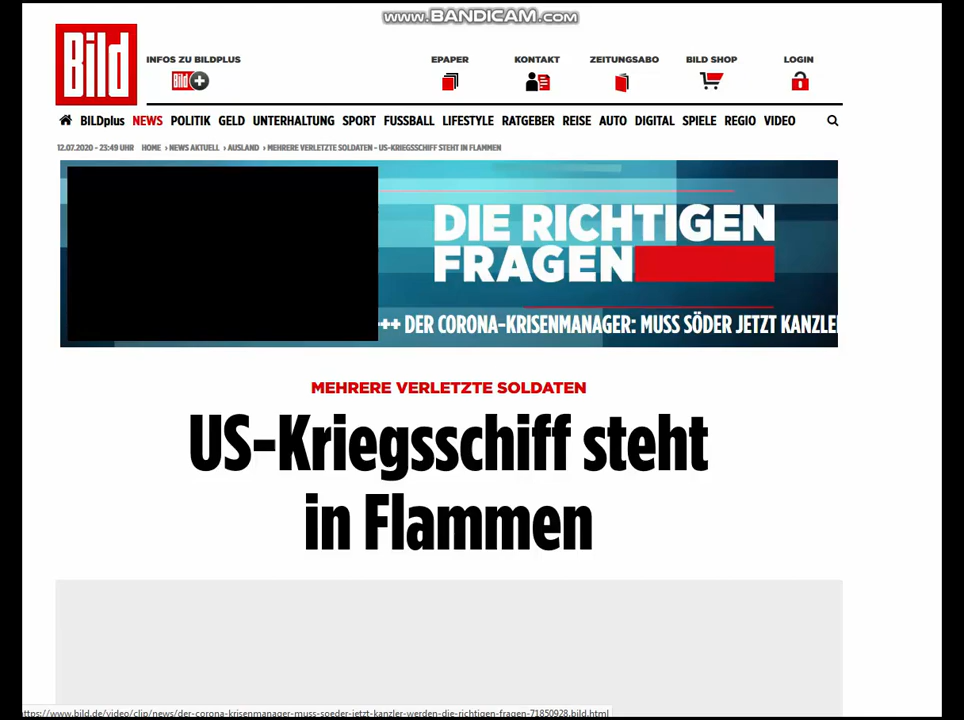 www.BANDICAM.com
Bild
INFOS ZU BILDPLUS
Bild +
EPAPER
KONTAKT
ZEITUNGSABO
BILD SHOP
LOGIN
BILDplus NEWS POLITIK GELD UNTERHALTUNG SPORT FUSSBALL LIFESTYLE RATGEBER REISE AUTO DIGITAL SPIELE REGIO VIDEO
12.07.2020 - 23:49 UHR HOME › NEWS AKTUELL › AUSLAND › MEHRERE VERLETZTE SOLDATEN - US-KRIEGSSCHIFF STEHT IN FLAMMEN
DIE RICHTIGEN
FRAGEN
++ DER CORONA-KRISENMANAGER: MUSS SÖDER JETZT KANZLE
MEHRERE VERLETZTE SOLDATEN
US-Kriegsschiff steht
in Flammen
https://www.bild.de/video/clip/news/der-corona-krisenmanager-muss-soeder-jetzt-kanzler-werden-die-richtigen-fragen-71850928.bild.html